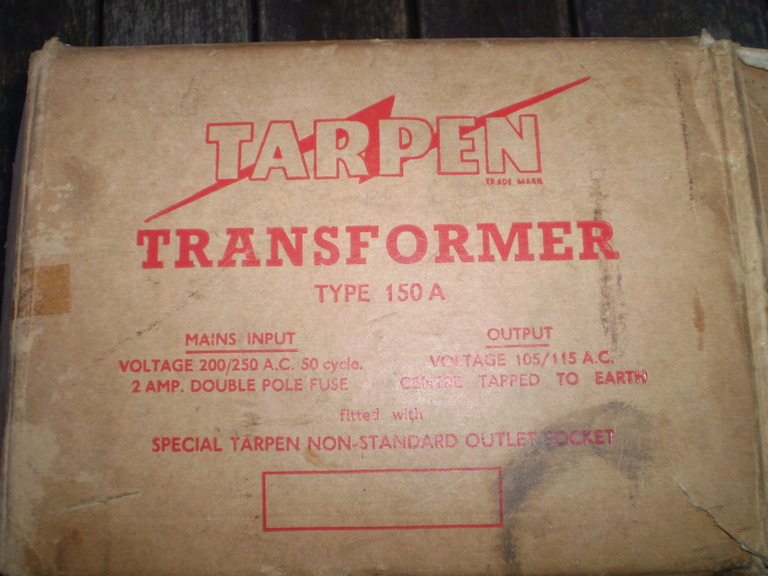 TARPEN
TRADE MARK
TRANSFORMER
TYPE 150 A
MAINS INPUT
VOLTAGE 200/250 A.C. 50 cycle.
2 AMP. DOUBLE POLE FUSE
OUTPUT
VOLTAGE 105/115 A.C.
CENTRE TAPPED TO EARTH
fitted with
SPECIAL TARPEN NON-STANDARD OUTLET SOCKET